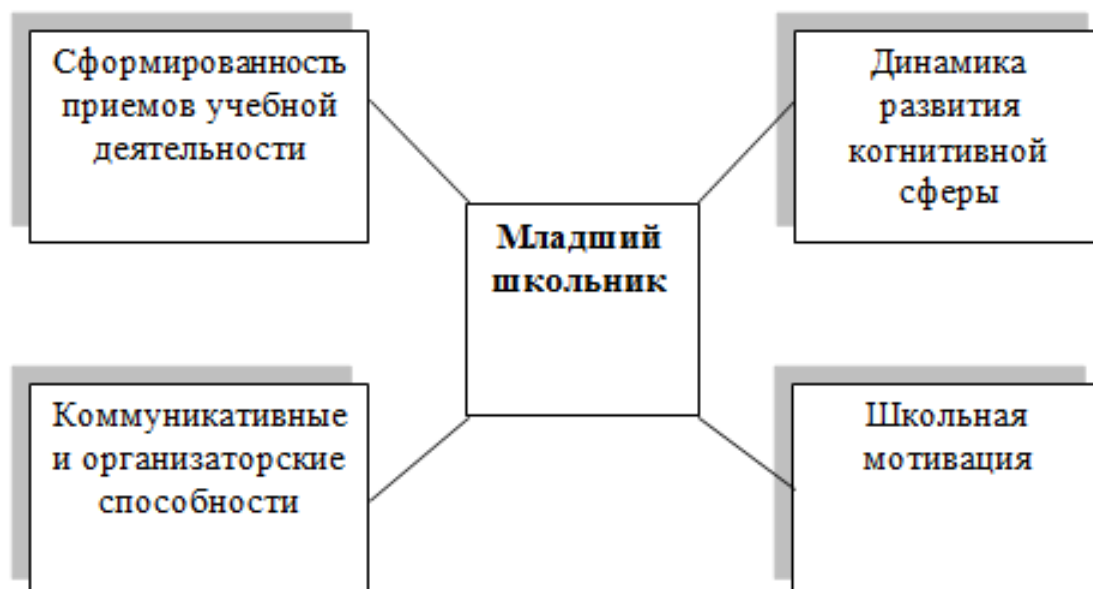 Сформированность
приемов учебной
деятельности
Динамика
развития
когнитивной
сферы
Младший
школьник
Коммуникативные
и организаторские
способности
Школьная
мотивация